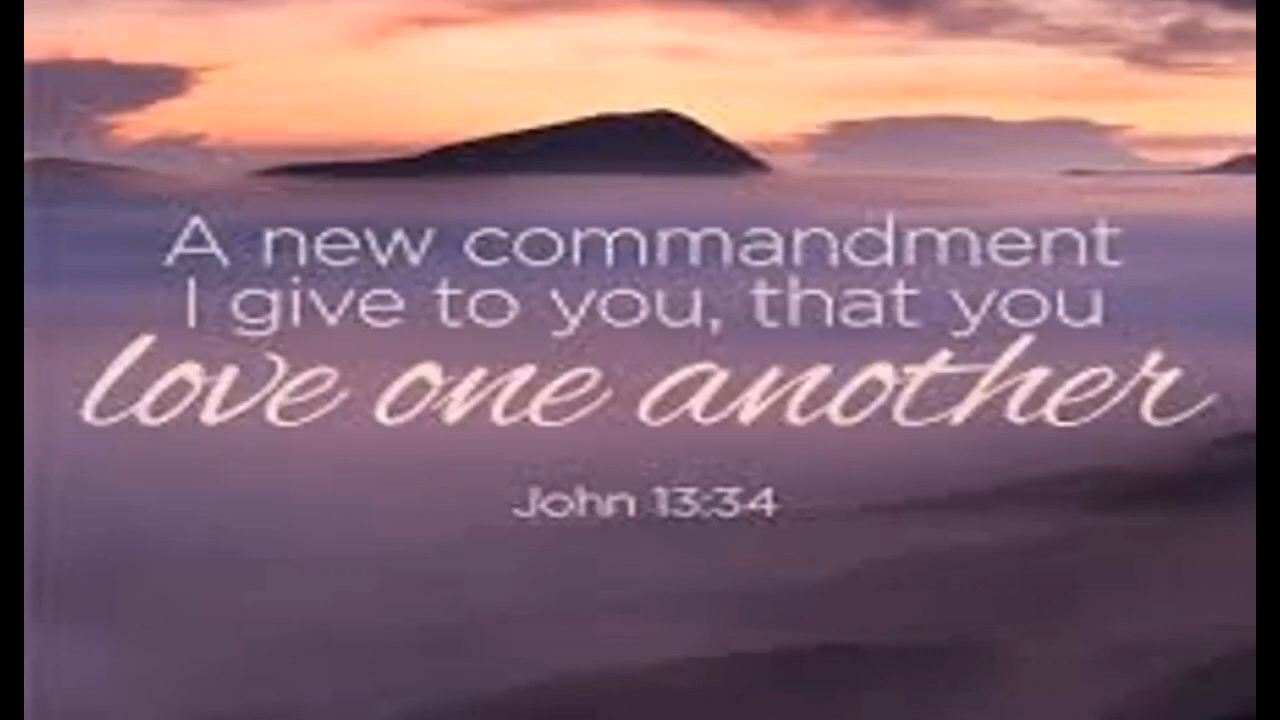 A new commandment
I give to you, that you
love one another
John 13:34